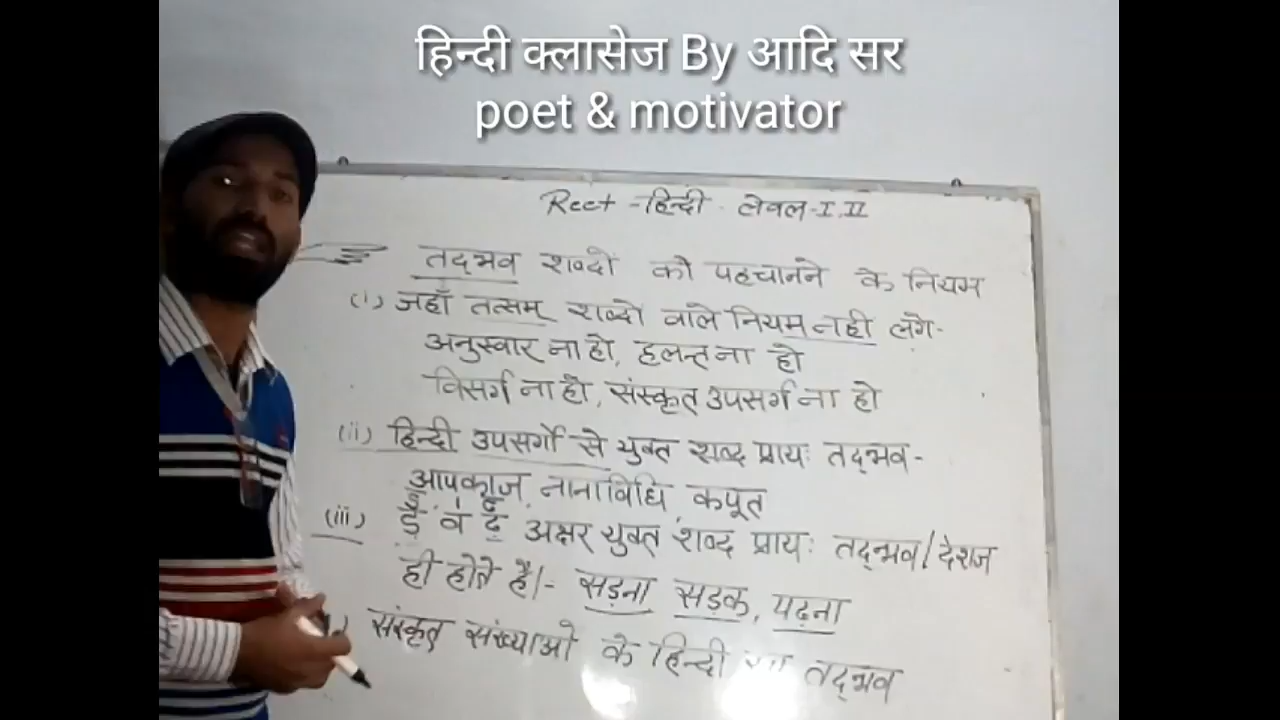 हिन्दी क्लासेज By आदि सर
poet & motivator
Reet - हिन्दी लेवल-I, II
तद्भव शब्दो को पहचानने के नियम
(i) जहाँ तत्सम् शब्दो वाले नियम नही लगे-
अनुस्वार ना हो, हलन्त ना हो
विसर्ग ना हो, संस्कृत् उपसर्ग ना हो
(ii) हिन्दी उपसर्गो से युक्त शब्द प्रायः तद्‌भव-
आपकाज, नानाविधि, कपूत
(iii) ड़ व ढ़ अक्षर युक्त शब्द प्रायः तद्भव/देशज
ही होते है।- सड़ना सड़क, पढ़ना
संस्कृत् संख्याओ के हिन्दी तद्‌भव